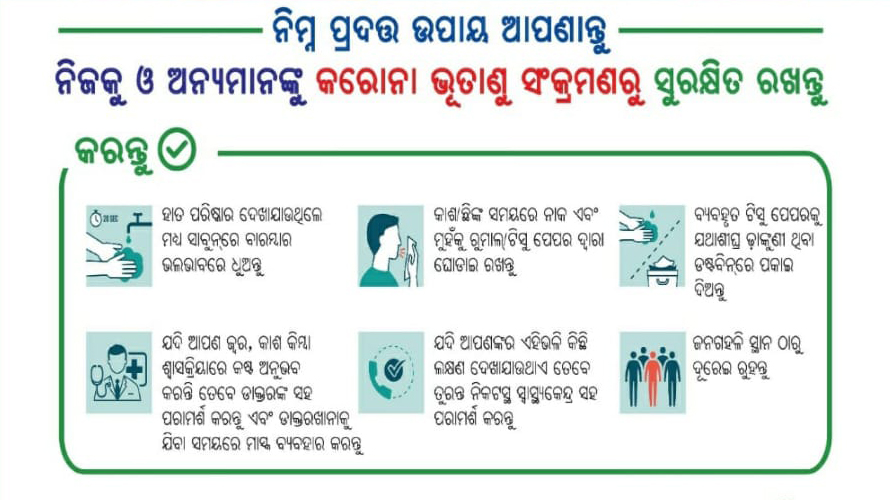 ନିମ୍ନ ପ୍ରଦତ୍ତ ଉପାୟ ଆପଣାନ୍ତୁ
ନିଜକୁ ଓ ଅନ୍ୟମାନଙ୍କୁ କରୋନା ଭୂତାଣୁ ସଂକ୍ରମଣରୁ ସୁରକ୍ଷିତ ରଖନ୍ତୁ
କରନ୍ତୁ
20 SEC
ହାତ ପରିଷ୍କାର ଦେଖାଯାଉଥିଲେ
ମଧ୍ୟ ସାବୁନ୍‌ରେ ବାରମ୍ବାର
ଭଲଭାବରେ ଧୁଅନ୍ତୁ
କାଶ/ଛିଙ୍କ ସମୟରେ ନାକ ଏବଂ
ମୁହଁକୁ ରୁମାଲ/ଟିସୁ ପେପର ଦ୍ୱାରା
ଘୋଡାଇ ରଖନ୍ତୁ
ବ୍ୟବହୃତ ଟିସୁ ପେପରକୁ
ଯଥାଶୀଘ୍ର ଢ଼ାଙ୍କୁଣୀ ଥିବା
ଡଷ୍ଟବିନ୍‌ରେ ପକାଇ
ଦିଅନ୍ତୁ
ଯଦି ଆପଣ ଜ୍ୱର, କାଶ କିମ୍ବା
ଶ୍ୱାସକ୍ରିୟାରେ କଷ୍ଟ ଅନୁଭବ
କରନ୍ତି ତେବେ ଡାକ୍ତରଙ୍କ ସହ
ପରାମର୍ଶ କରନ୍ତୁ ଏବଂ ଡାକ୍ତରଖାନାକୁ
ଯିବା ସମୟରେ ମାସ୍କ ବ୍ୟବହାର କରନ୍ତୁ
ଯଦି ଆପଣଙ୍କର ଏହିଭଳି କିଛି
ଲକ୍ଷଣ ଦେଖାଯାଉଥାଏ ତେବେ
ତୁରନ୍ତ ନିକଟସ୍ଥ ସ୍ୱାସ୍ଥ୍ୟକେନ୍ଦ୍ର ସହ
ପରାମର୍ଶ କରନ୍ତୁ
ଜନଗହଳି ସ୍ଥାନ ଠାରୁ
ଦୂରେଇ ରୁହନ୍ତୁ